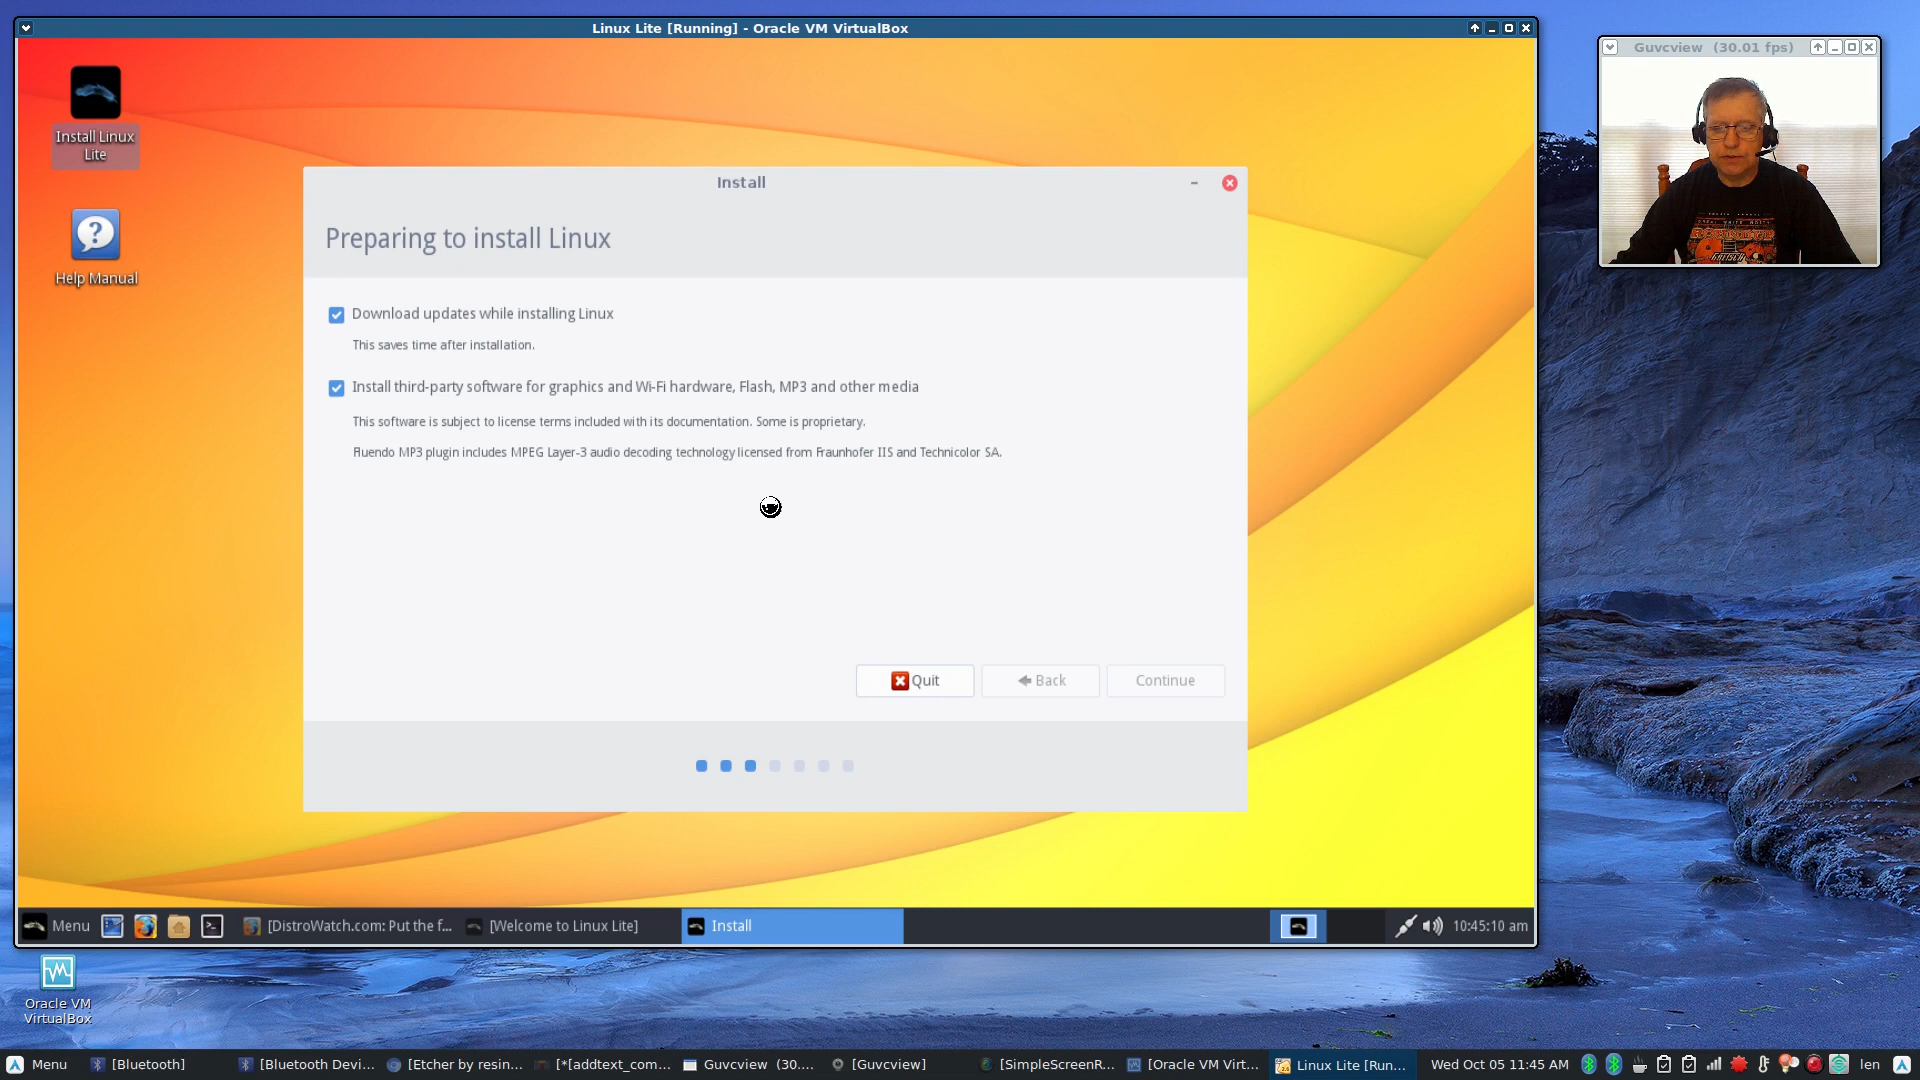 Linux Lite [Running] - Oracle VM VirtualBox
Guvcview (30.01 fps)
Install Linux
Lite
Help Manual
Install
Preparing to install Linux
Download updates while installing Linux
This saves time after installation.
Install third-party software for graphics and Wi-Fi hardware, Flash, MP3 and other media
This software is subject to license terms included with its documentation. Some is proprietary.
Fluendo MP3 plugin includes MPEG Layer-3 audio decoding technology licensed from Fraunhofer IIS and Technicolor SA.
Quit
Back
Continue
Menu
[DistroWatch.com: Put the f...
[Welcome to Linux Lite]
Install
10:45:10 am
Oracle VM
VirtualBox
Menu
[Bluetooth]
[Bluetooth Devi...
[Etcher by resin...
[*[addtext_com...
Guvcview (30....
[Guvcview]
[SimpleScreenR...
[Oracle VM Virt...
Linux Lite [Run...
Wed Oct 05 11:45 AM
len